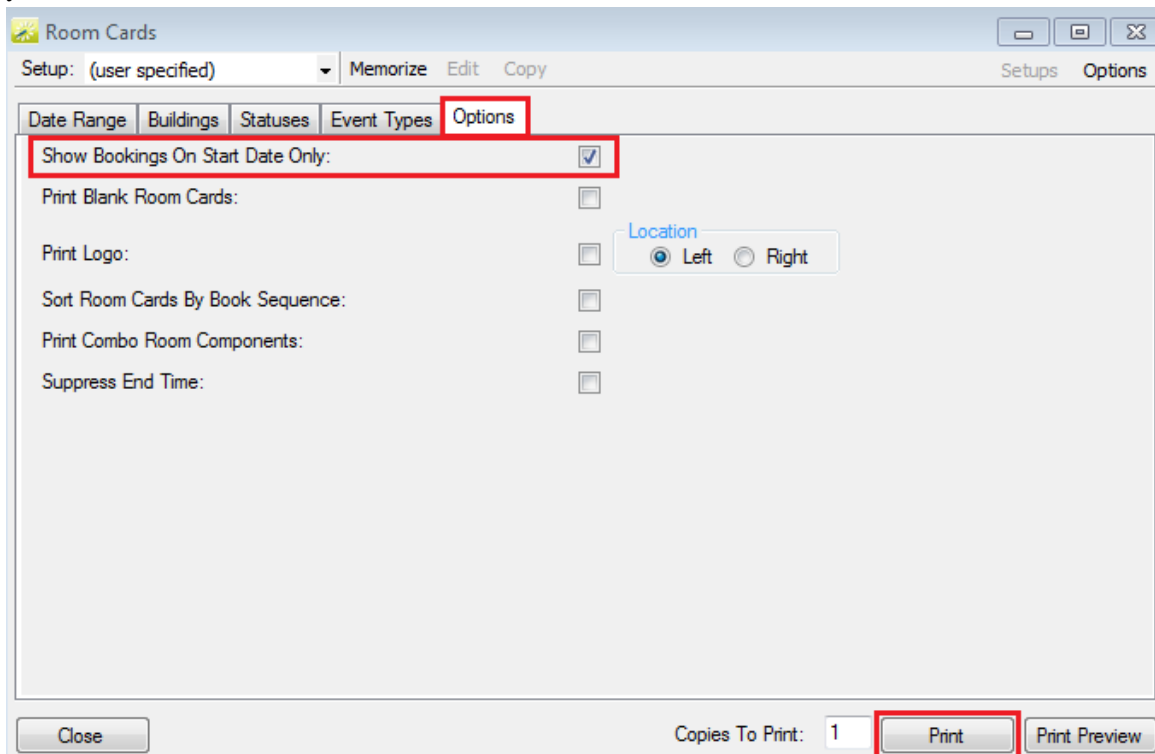 Room Cards
Setup: (user specified) Memorize Edit Copy Setups Options
Date Range Buildings Statuses Event Types Options
Show Bookings On Start Date Only:
Print Blank Room Cards:
Location
Print Logo: Left Right
Sort Room Cards By Book Sequence:
Print Combo Room Components:
Suppress End Time:
Close Copies To Print: 1 Print Print Preview